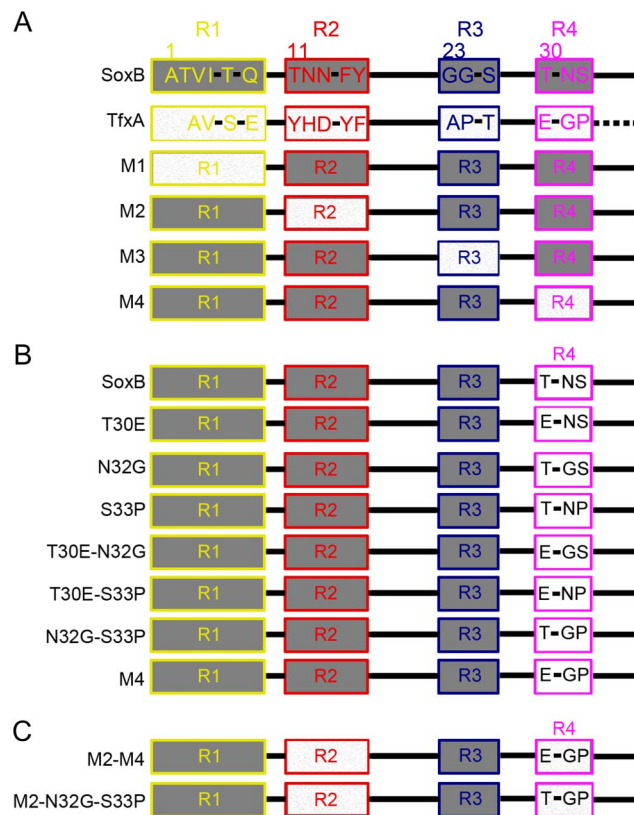 A
R1 R2 R3 R4
1 11 23 30
SoxB ATVI-T-Q TNN-FY GG-S T-NS
TfxA AV-S-E YHD-YF AP-T E-GP
M1 R1 R2 R3 R4
M2 R1 R2 R3 R4
M3 R1 R2 R3 R4
M4 R1 R2 R3 R4
B
R4
SoxB R1 R2 R3 T-NS
T30E R1 R2 R3 E-NS
N32G R1 R2 R3 T-GS
S33P R1 R2 R3 T-NP
T30E-N32G R1 R2 R3 E-GS
T30E-S33P R1 R2 R3 E-NP
N32G-S33P R1 R2 R3 T-GP
M4 R1 R2 R3 E-GP
C
R4
M2-M4 R1 R2 R3 E-GP
M2-N32G-S33P R1 R2 R3 T-GP